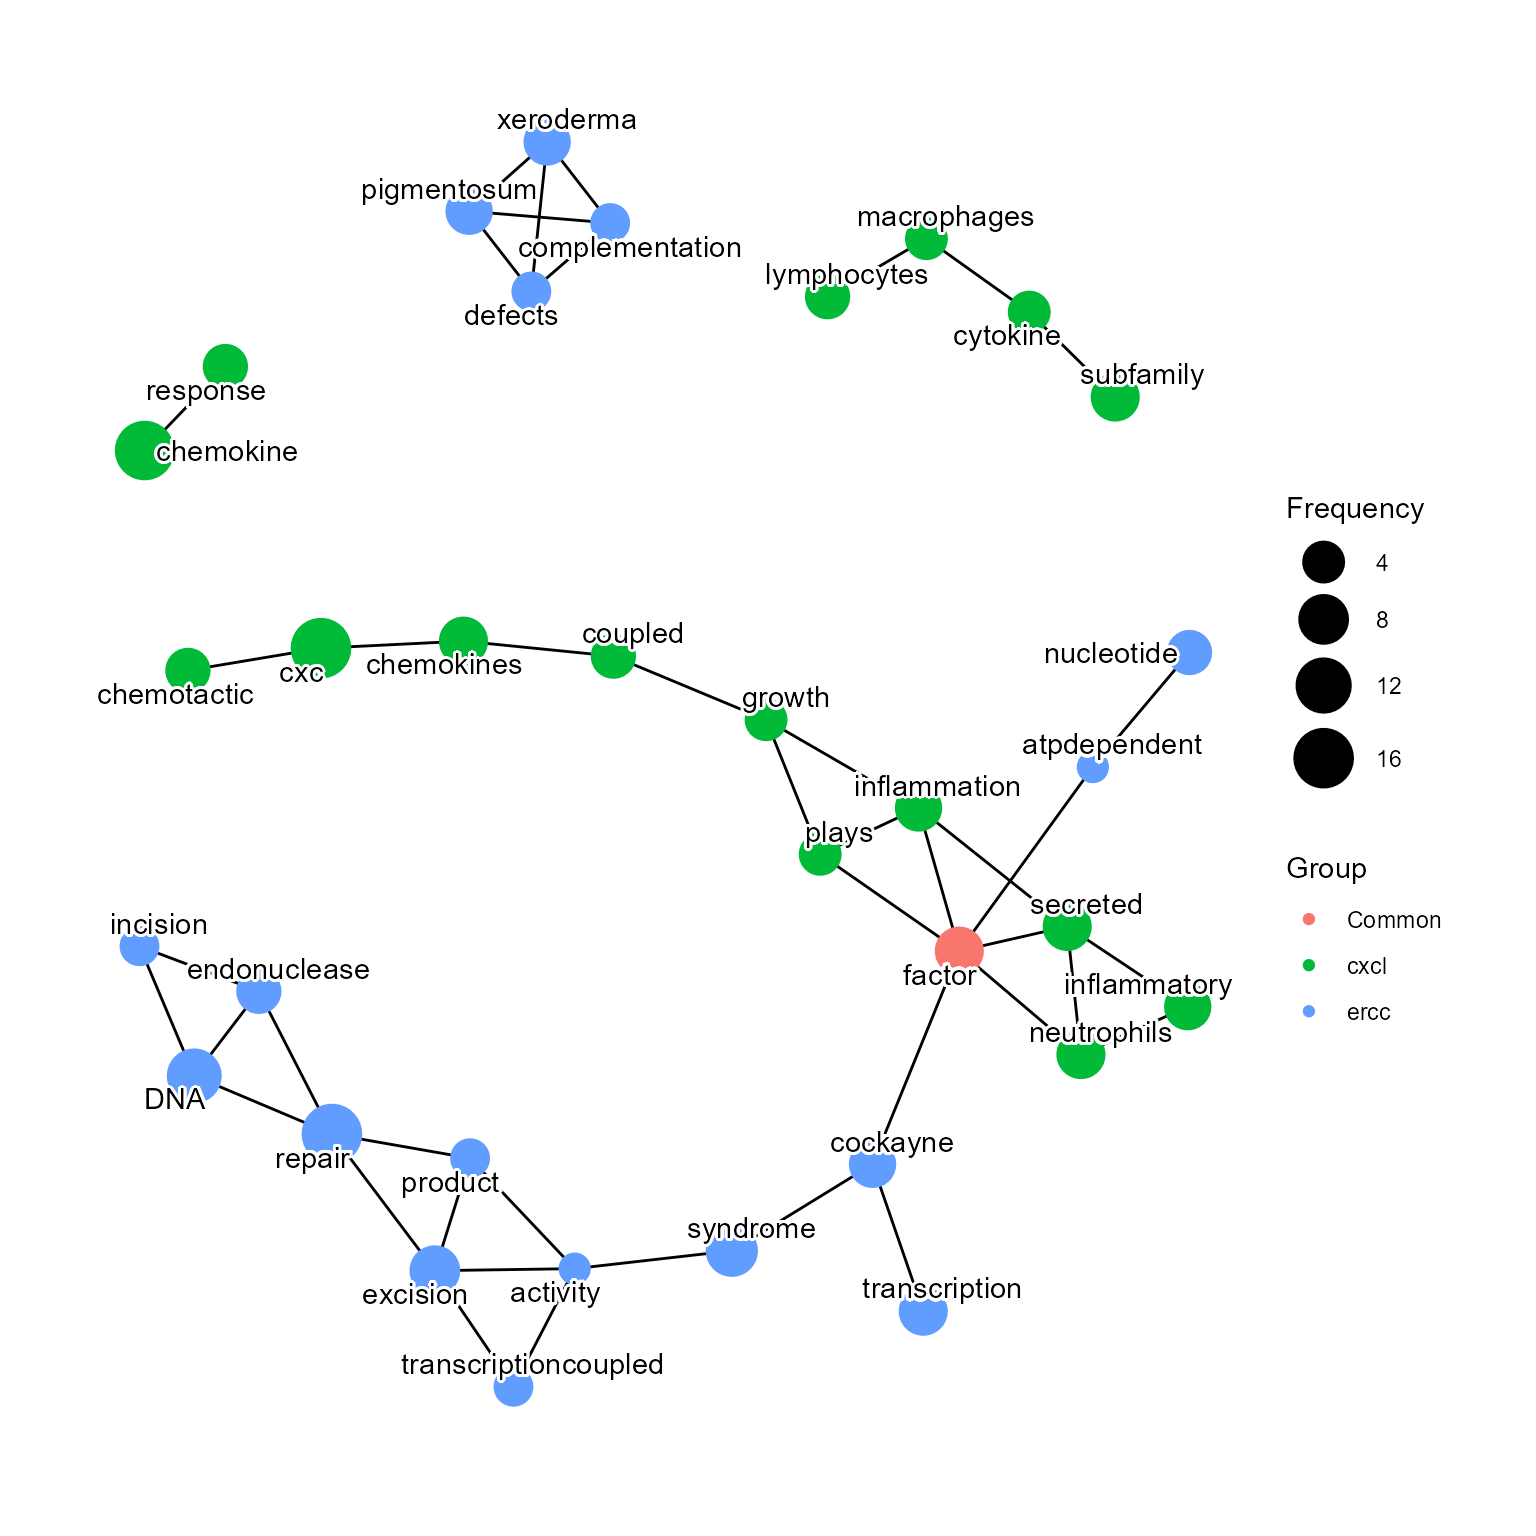 xeroderma
pigmentosum
complementation
defects
macrophages
lymphocytes
cytokine
subfamily
response
chemokine
chemotactic
cxc
chemokines
coupled
growth
nucleotide
atpdependent
inflammation
plays
secreted
factor
inflammatory
neutrophils
incision
endonuclease
DNA
repair
product
excision
activity
transcriptioncoupled
syndrome
cockayne
transcription
Frequency
4
8
12
16
Group
Common
cxcl
ercc